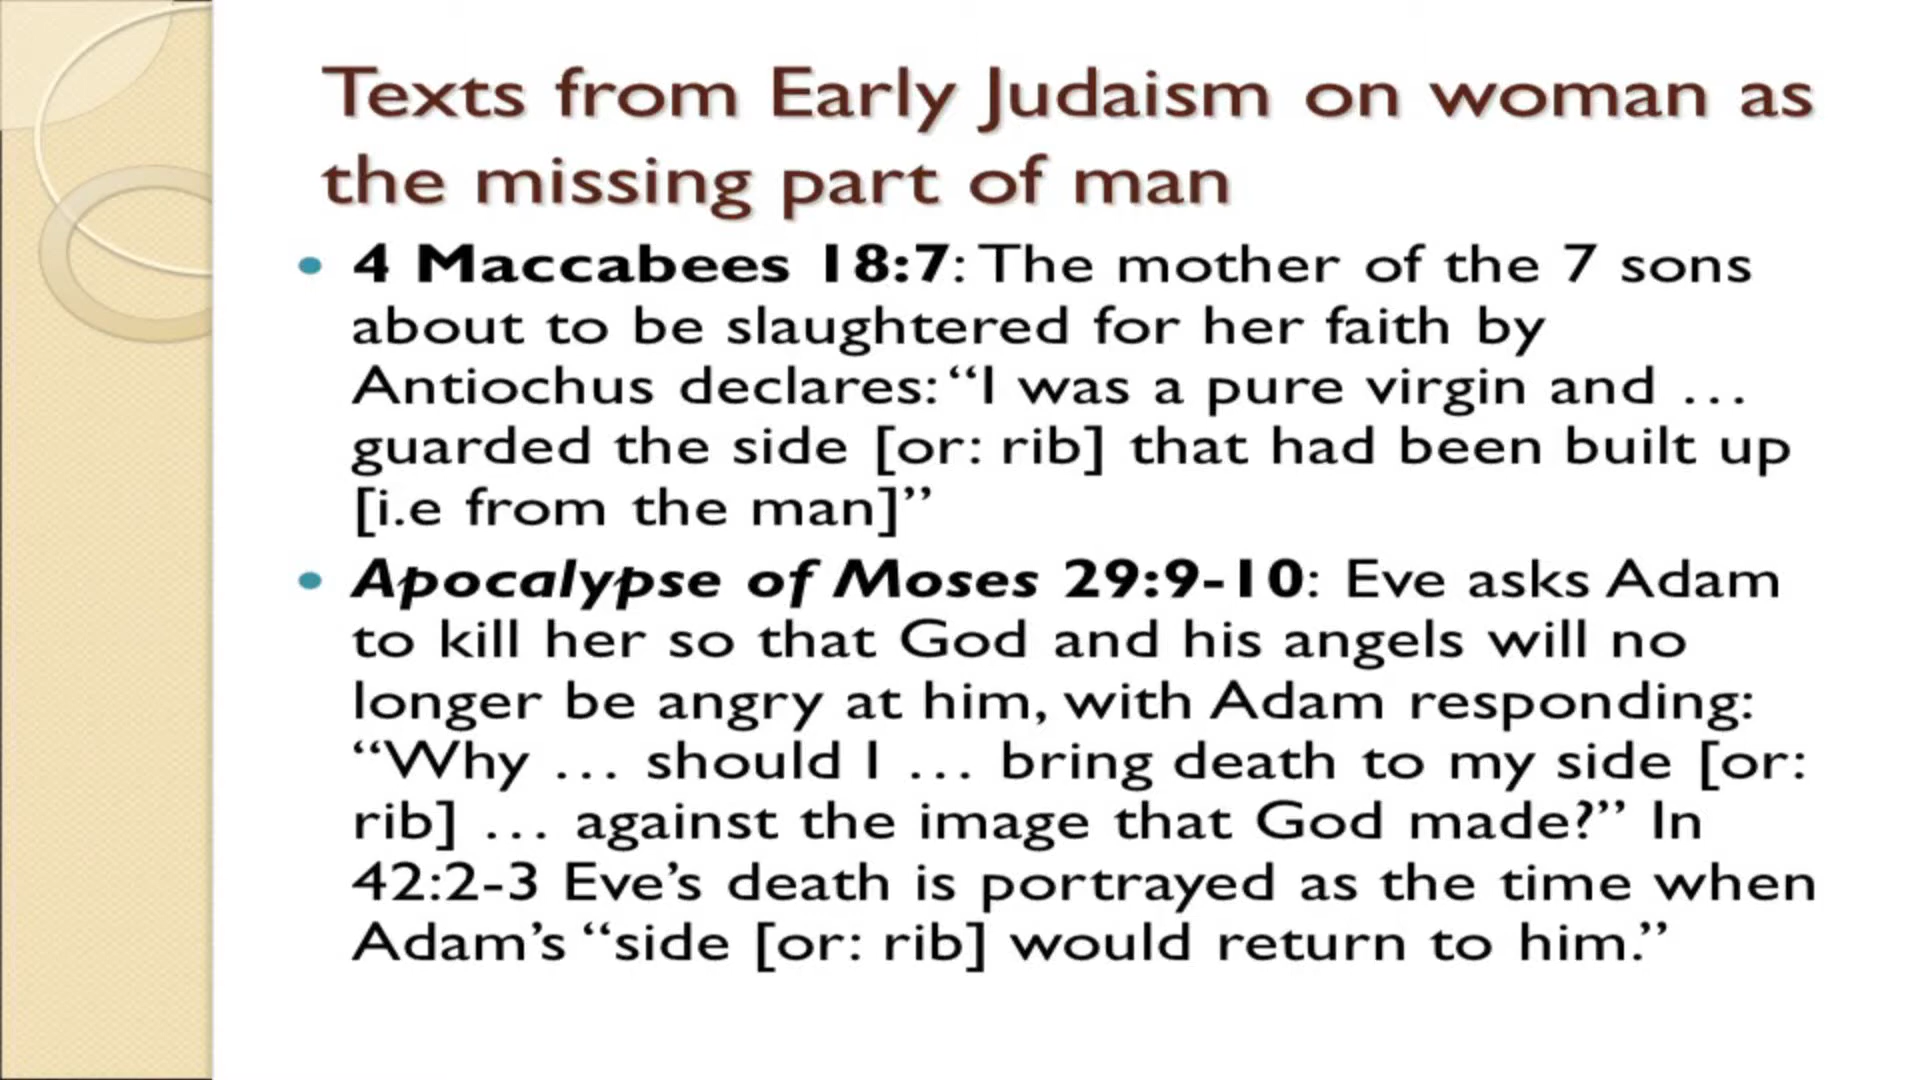 Texts from Early Judaism on woman as
the missing part of man
• 4 Maccabees 18:7: The mother of the 7 sons
about to be slaughtered for her faith by
Antiochus declares: “I was a pure virgin and …
guarded the side [or: rib] that had been built up
[i.e from the man]”
• Apocalypse of Moses 29:9-10: Eve asks Adam
to kill her so that God and his angels will no
longer be angry at him, with Adam responding:
“Why … should I … bring death to my side [or:
rib] … against the image that God made?” In
42:2-3 Eve’s death is portrayed as the time when
Adam’s “side [or: rib] would return to him.”